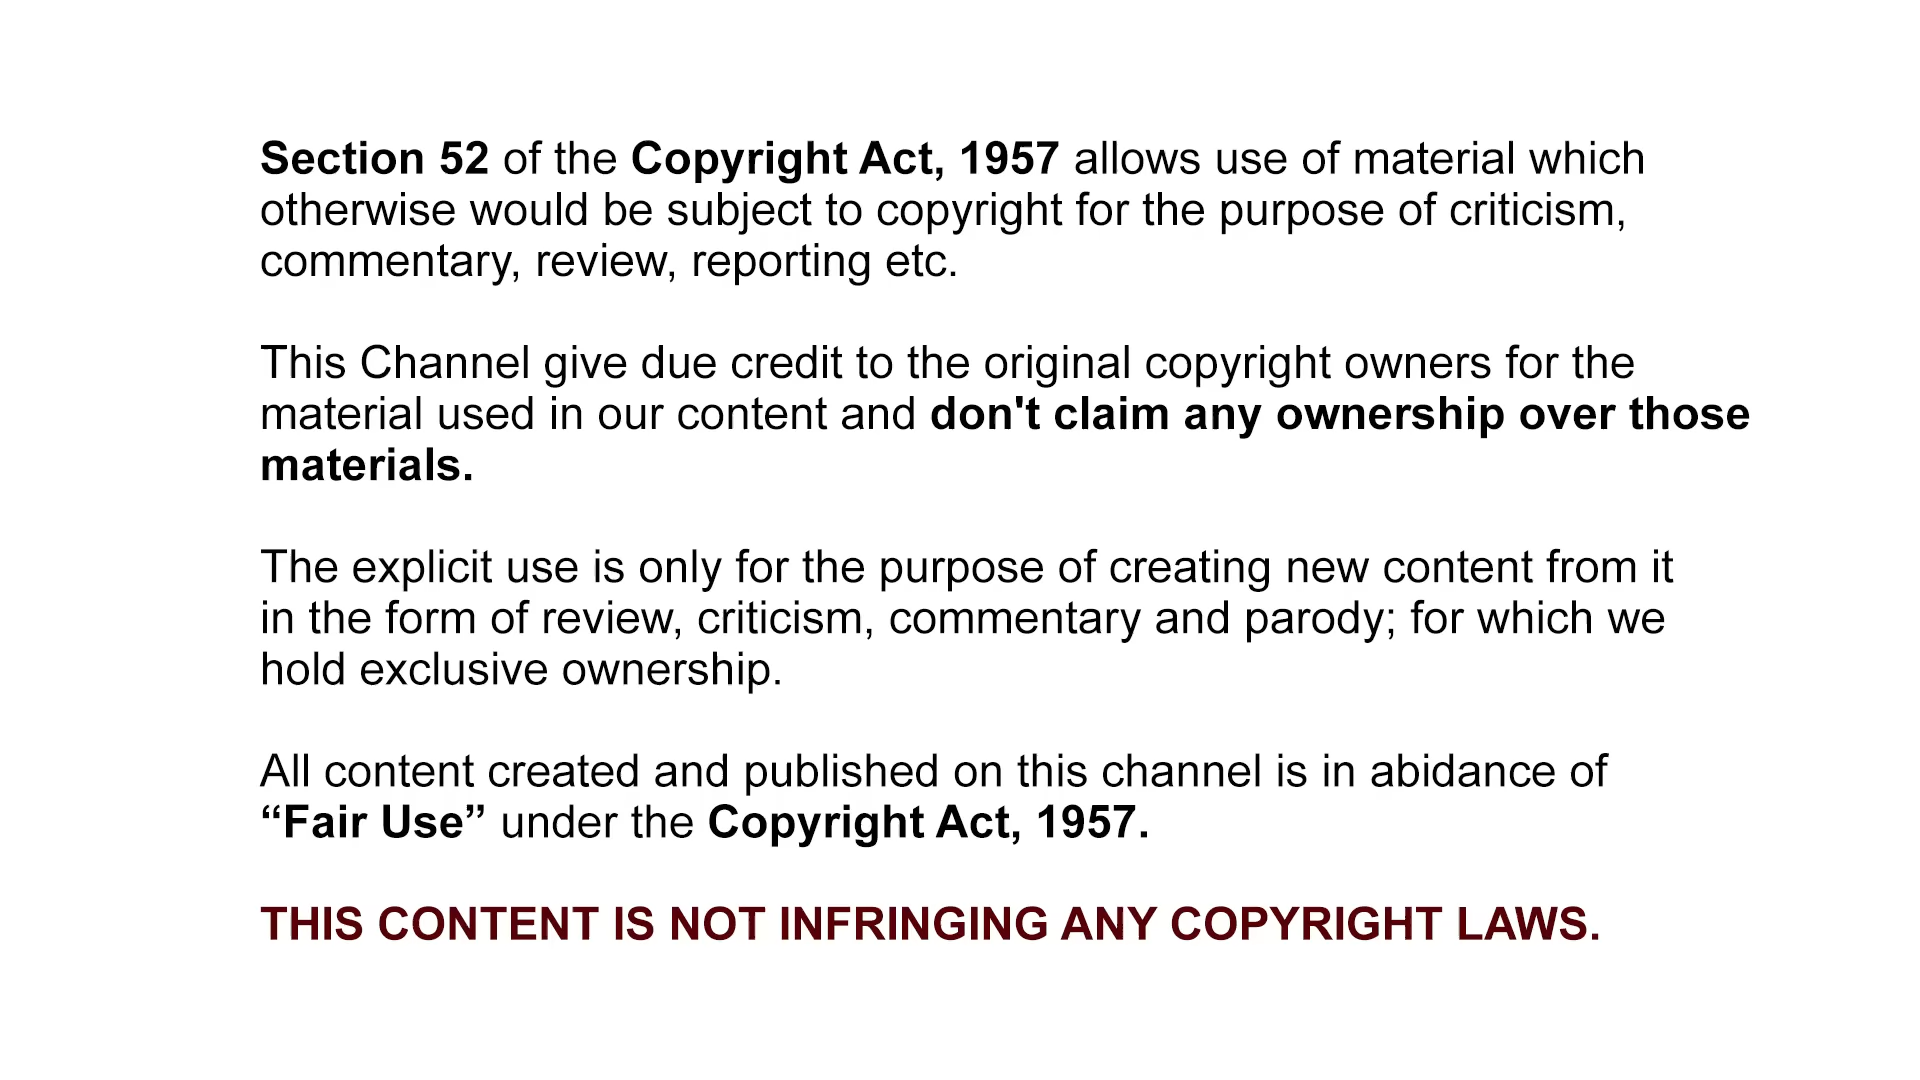 Section 52 of the Copyright Act, 1957 allows use of material which
otherwise would be subject to copyright for the purpose of criticism,
commentary, review, reporting etc.
This Channel give due credit to the original copyright owners for the
material used in our content and don't claim any ownership over those
materials.
The explicit use is only for the purpose of creating new content from it
in the form of review, criticism, commentary and parody; for which we
hold exclusive ownership.
All content created and published on this channel is in abidance of
“Fair Use” under the Copyright Act, 1957.
THIS CONTENT IS NOT INFRINGING ANY COPYRIGHT LAWS.